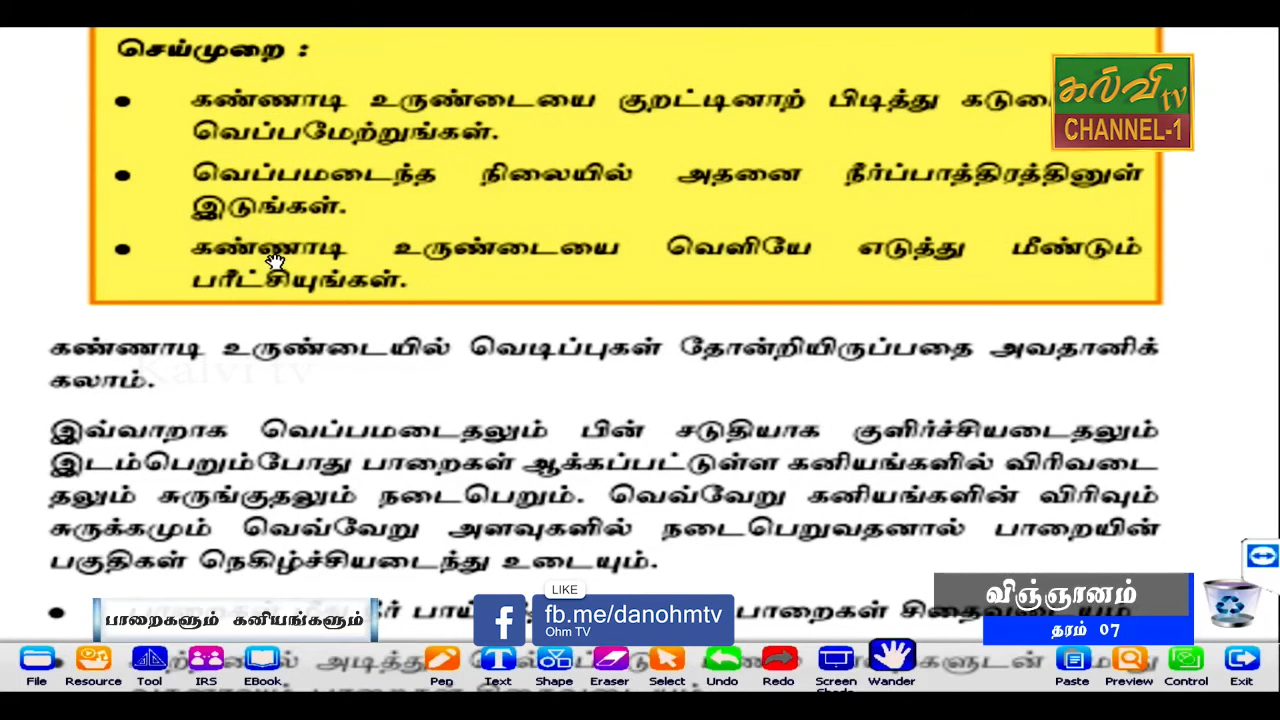 செய்முறை :
கண்ணாடி உருண்டையை குறட்டினாற் பிடித்து
வெப்பமேற்றுங்கள்.
வெப்பமடைந்த நிலையில் அதனை நீர்ப்பாத்திரத்தினுள்
இடுங்கள்.
கண்ணாடி உருண்டையை வெளியே எடுத்து மீண்டும்
பரீட்சியுங்கள்.
கல்வி tv
CHANNEL-1
கண்ணாடி உருண்டையில் வெடிப்புகள் தோன்றியிருப்பதை அவதானிக்
கலாம்.
Kalvi tv
இவ்வாறாக வெப்பமடைதலும் பின் சடுதியாக குளிர்ச்சியடைதலும்
இடம்பெறும்போது பாறைகள் ஆக்கப்பட்டுள்ள கனியங்களில் விரிவடை
தலும் சுருங்குதலும் நடைபெறும். வெவ்வேறு கனியங்களின் விரிவும்
சுருக்கமும் வெவ்வேறு அளவுகளில் நடைபெறுவதனால் பாறையின்
பகுதிகள் நெகிழ்ச்சியடைந்து உடையும்.
பாறைகள் மீது நீர் பாய் பாறைகள்
பாறைகளும் கனியங்களும்
LIKE
fb.me/danohmtv
Ohm TV
விஞ்ஞானம்
தரம் 07
File Resource Tool IRS EBook Pen Text Shape Eraser Select Undo Redo Screen Wander Paste Preview Control Exit